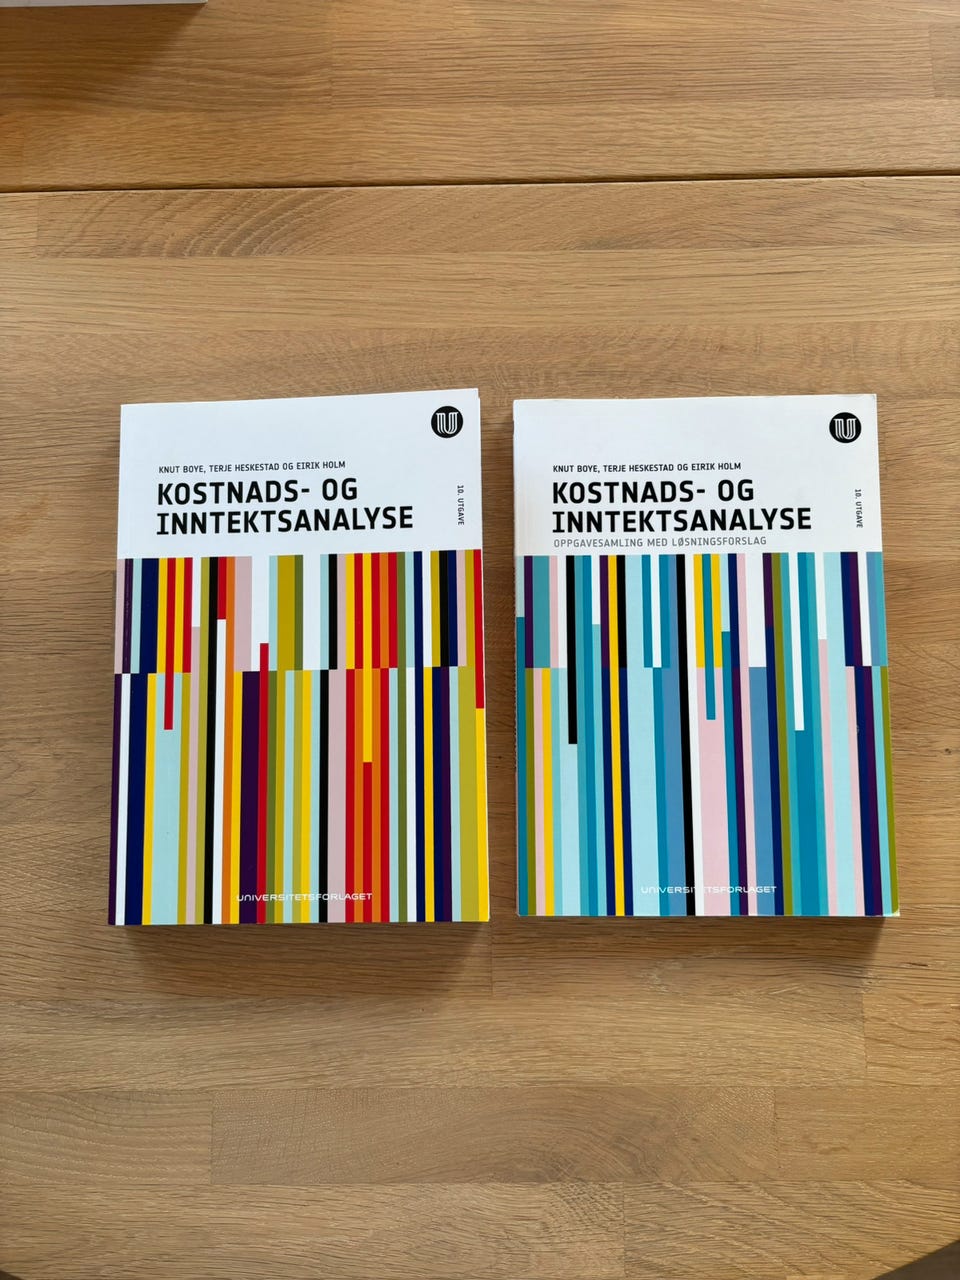 KNUT BOYE, TERJE HESKESTAD OG EIRIK HOLM
KOSTNADS- OG
INNTEKTSANALYSE
10. UTGAVE
UNIVERSITETSFORLAGET
KNUT BOYE, TERJE HESKESTAD OG EIRIK HOLM
KOSTNADS- OG
INNTEKTSANALYSE
OPPGAVESAMLING MED LØSNINGSFORSLAG
10. UTGAVE
UNIVERSITETSFORLAGET